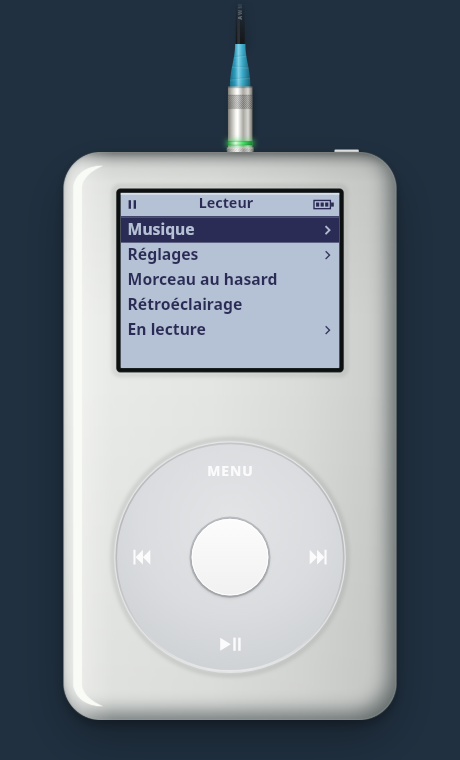 Lecteur
Musique
Réglages
Morceau au hasard
Rétroéclairage
En lecture
MENU